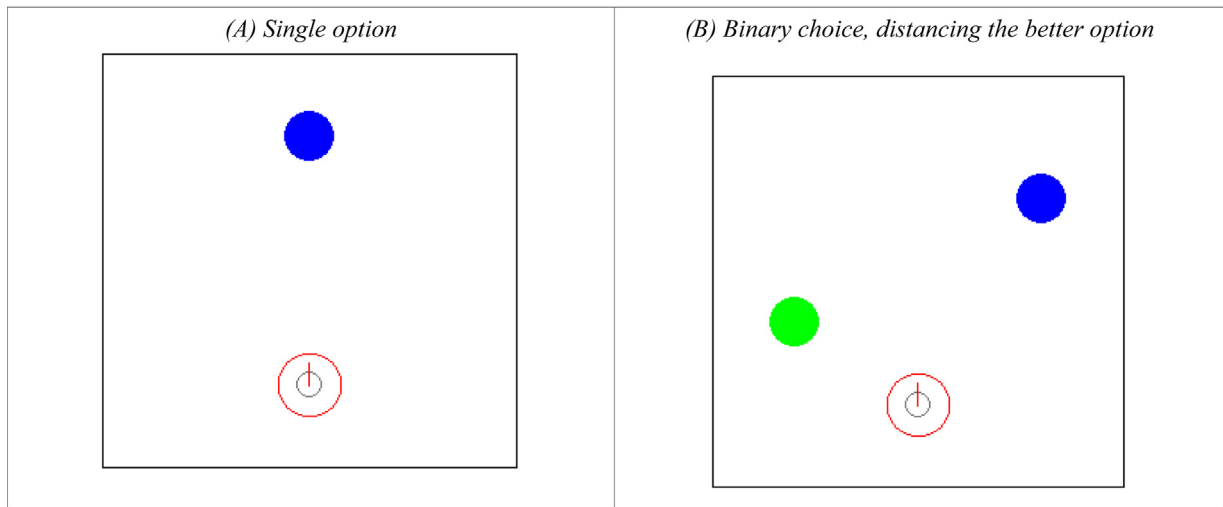 (A) Single option
(B) Binary choice, distancing the better option